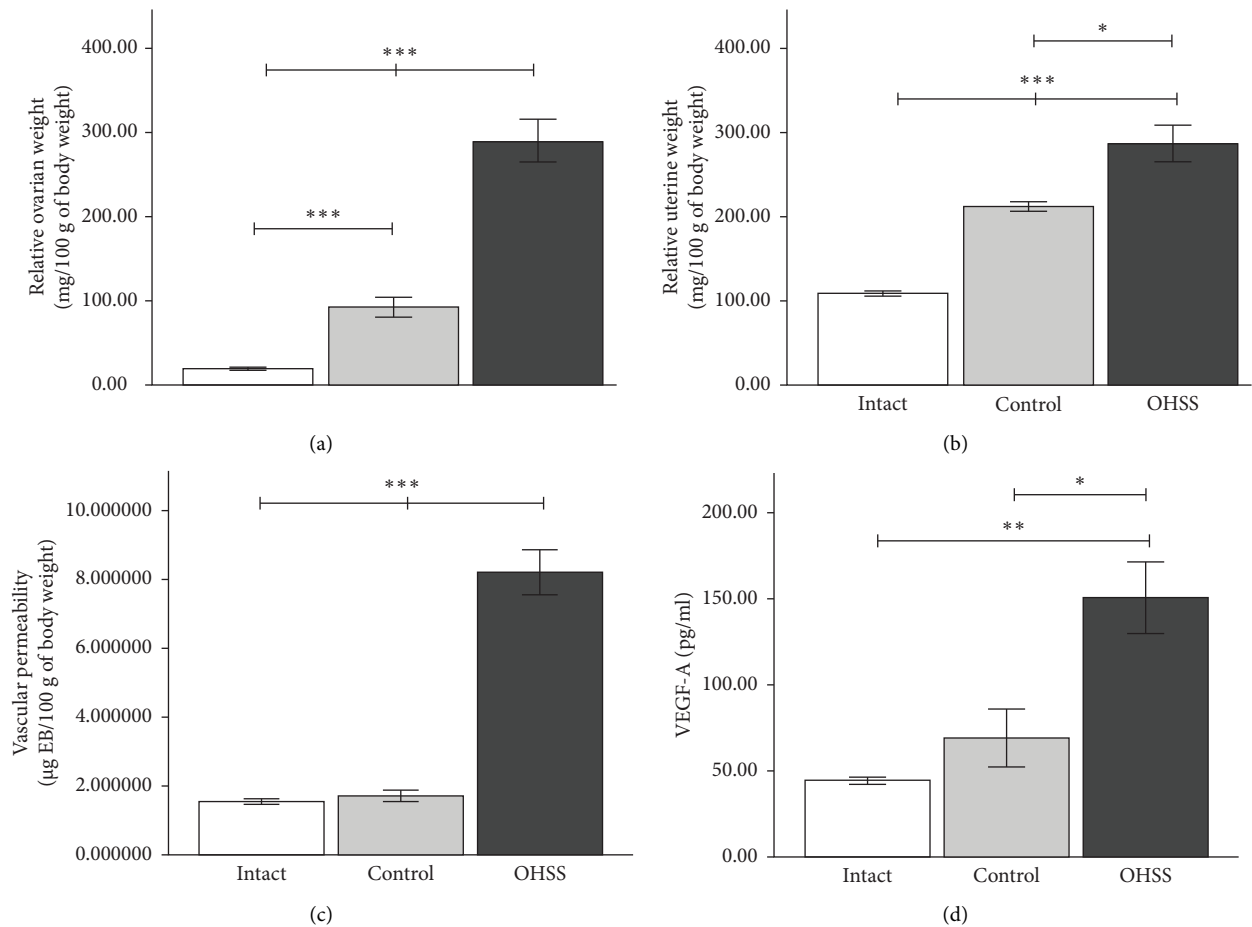 Relative ovarian weight
(mg/100 g of body weight)
400.00
300.00
200.00
100.00
0.00
***
***
(a)
Relative uterine weight
(mg/100 g of body weight)
400.00
300.00
200.00
100.00
0.00
*
***
Intact Control OHSS
(b)
Vascular permeability
(µg EB/100 g of body weight)
10.000000
8.000000
6.000000
4.000000
2.000000
0.000000
***
Intact Control OHSS
(c)
VEGF-A (pg/ml)
200.00
150.00
100.00
50.00
0.00
*
**
Intact Control OHSS
(d)